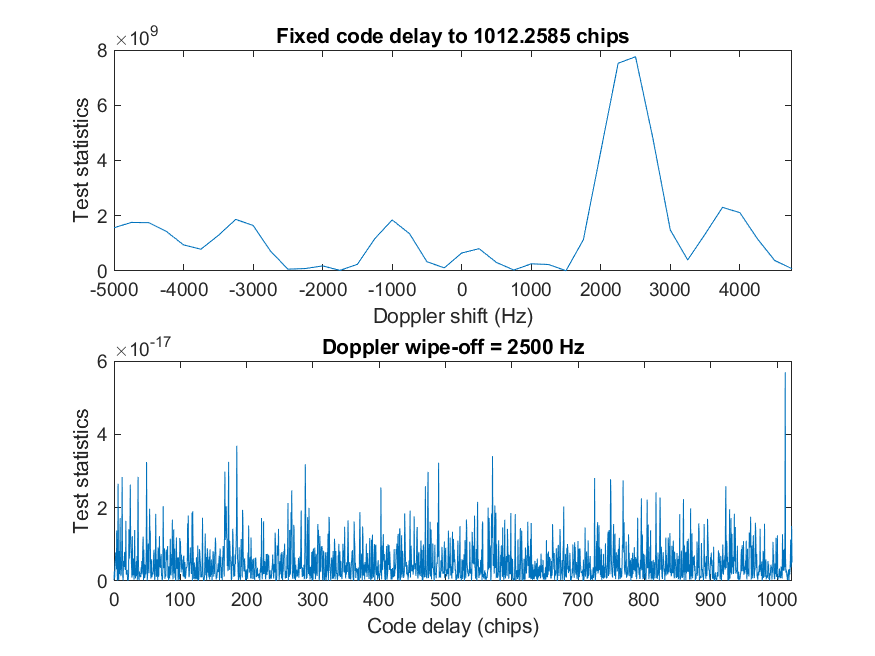 ×10^9
Fixed code delay to 1012.2585 chips
8
6
4
2
0
Test statistics
-5000 -4000 -3000 -2000 -1000 0 1000 2000 3000 4000
Doppler shift (Hz)
×10^-17
Doppler wipe-off = 2500 Hz
6
4
2
0
Test statistics
0 100 200 300 400 500 600 700 800 900 1000
Code delay (chips)